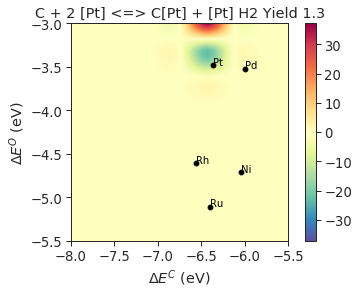 C + 2 [Pt] <=> C[Pt] + [Pt] H2 Yield 1.3
−3.0
−3.5
−4.0
−4.5
−5.0
−5.5
ΔE^O (eV)
Pt
Pd
Rh
Ni
Ru
−8.0 −7.5 −7.0 −6.5 −6.0 −5.5
ΔE^C (eV)
30
20
10
0
−10
−20
−30